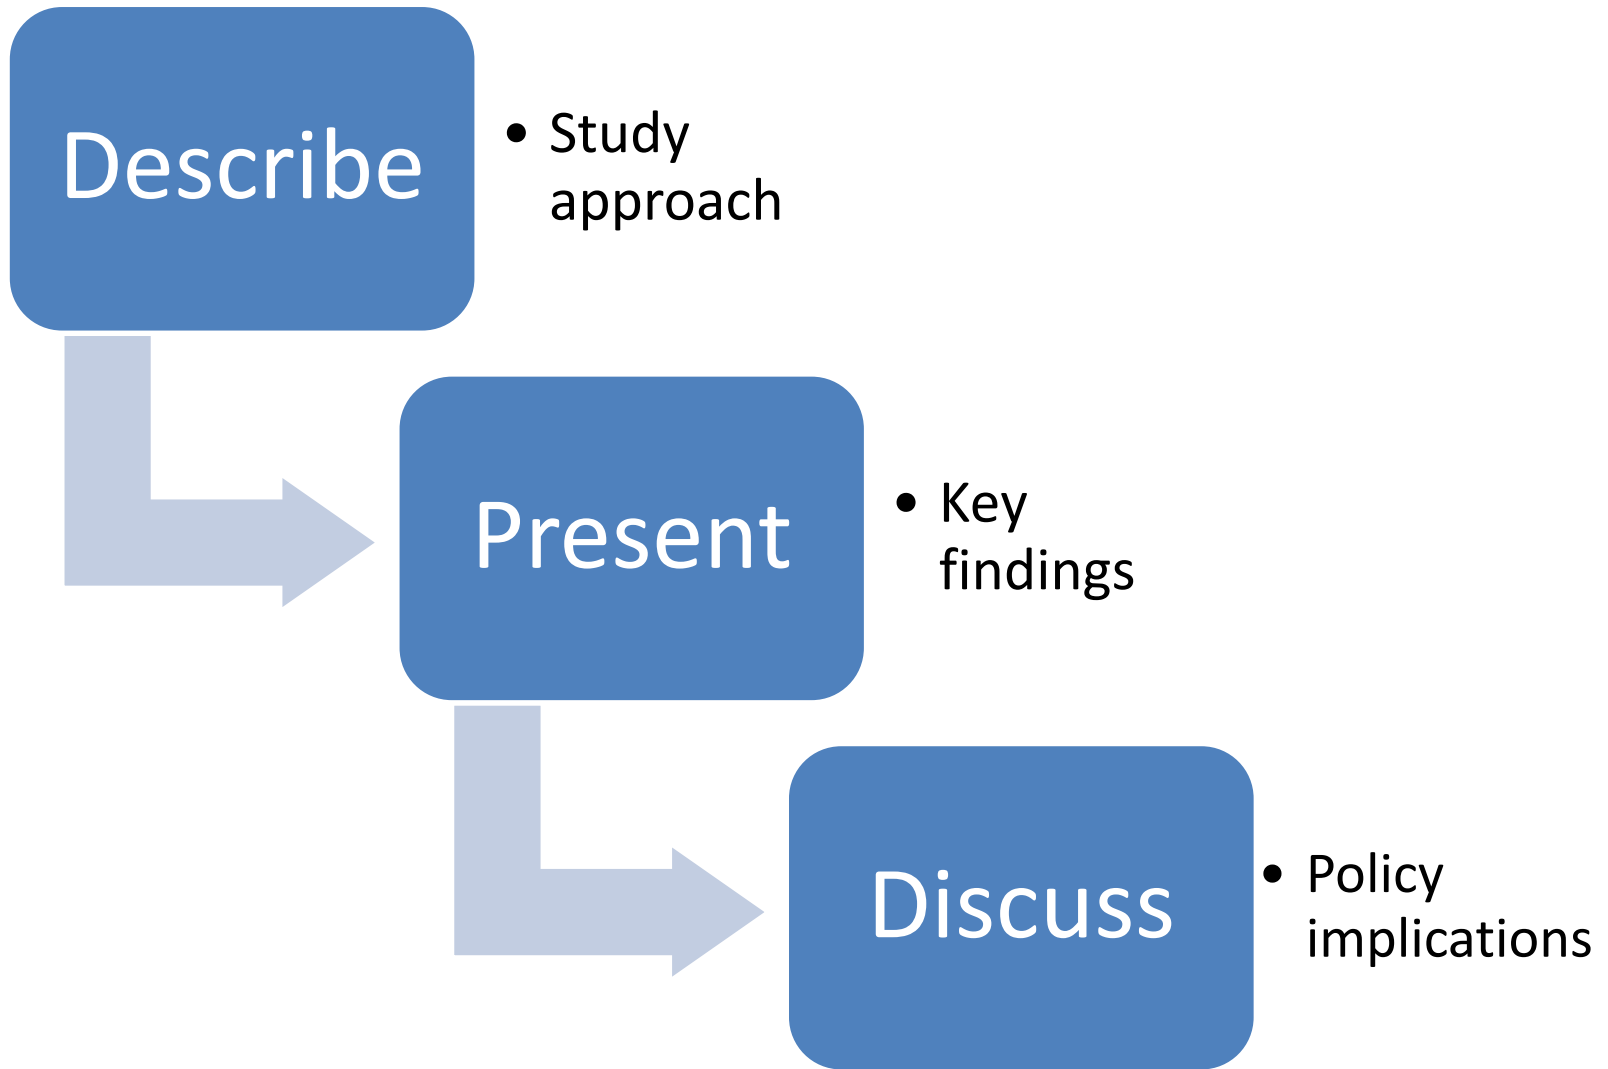 Describe
• Study
approach
Present
• Key
findings
Discuss
• Policy
implications